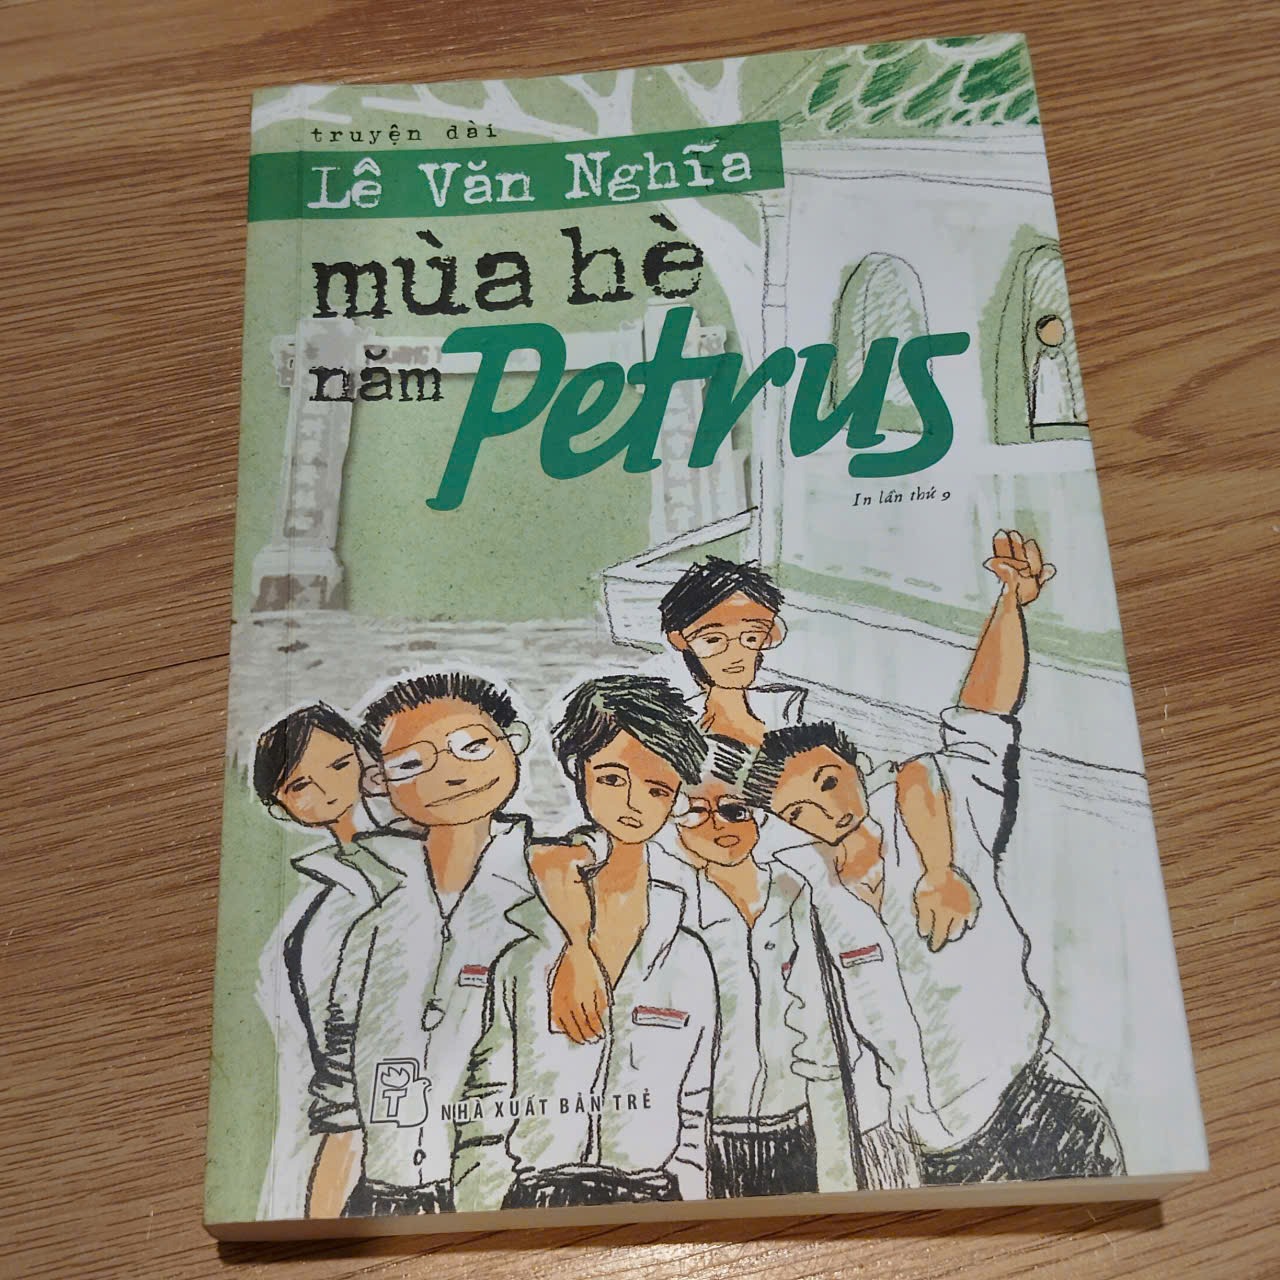 truyện dài
Lê Văn Nghĩa
mùa hè
năm Petrus
In lần thứ 9
NHÀ XUẤT BẢN TRẺ